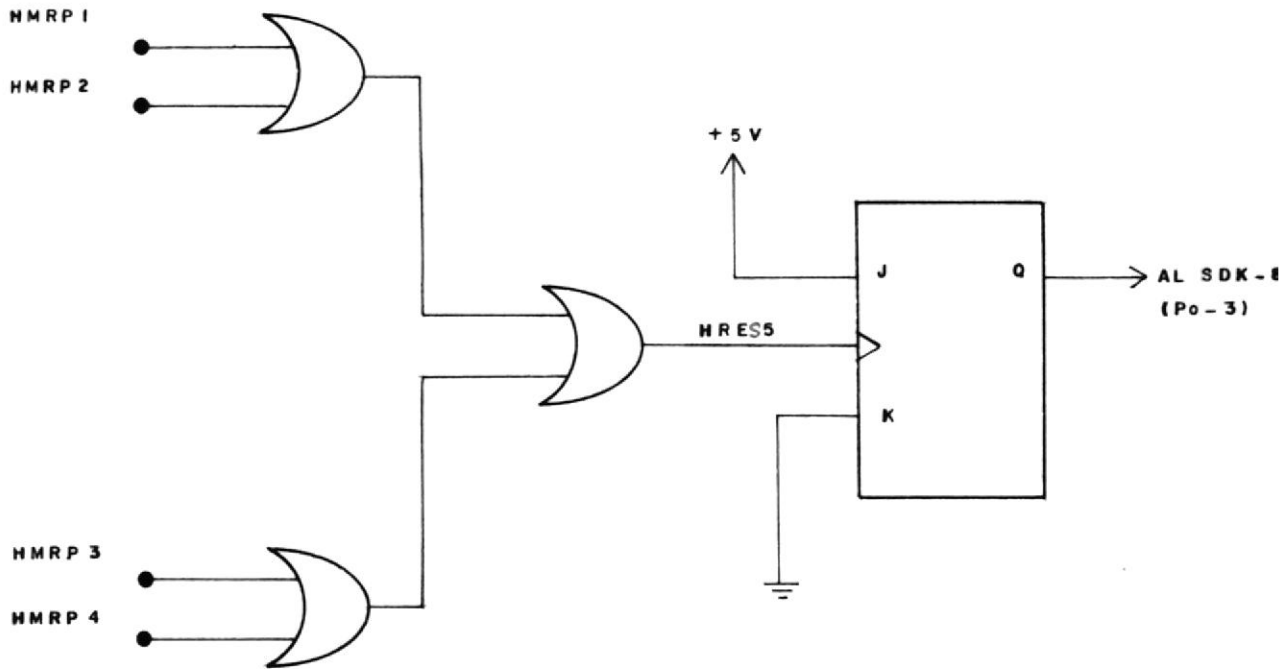 HMRP 1
HMRP 2
+ 5 V
J
Q
AL SDK-8
(Po-3)
HRES5
K
HMRP 3
HMRP 4